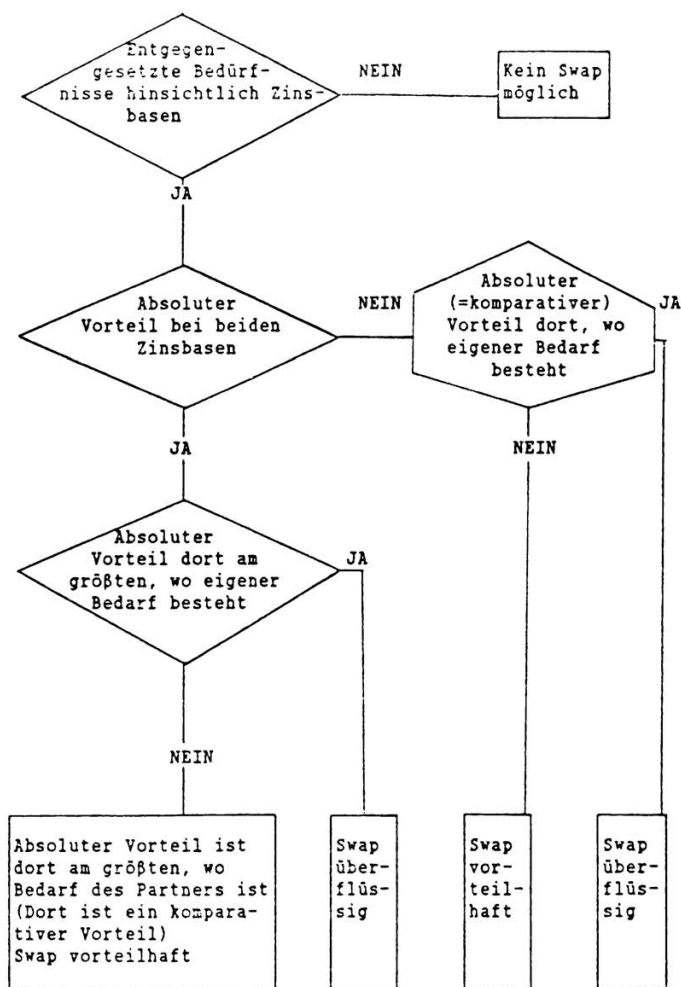 Entgegen-
gesetzte Bedürf-
nisse hinsichtlich Zins-
basen
NEIN
Kein Swap
möglich
JA
Absoluter
Vorteil bei beiden
Zinsbasen
NEIN
Absoluter
(=komparativer)
Vorteil dort, wo
eigener Bedarf
besteht
JA
JA
NEIN
Absoluter
Vorteil dort am
größten, wo eigener
Bedarf besteht
JA
NEIN
Absoluter Vorteil ist
dort am größten, wo
Bedarf des Partners ist
(Dort ist ein kompara-
tiver Vorteil)
Swap vorteilhaft
Swap
über-
flüs-
sig
Swap
vor-
teil-
haft
Swap
über-
flüs-
sig